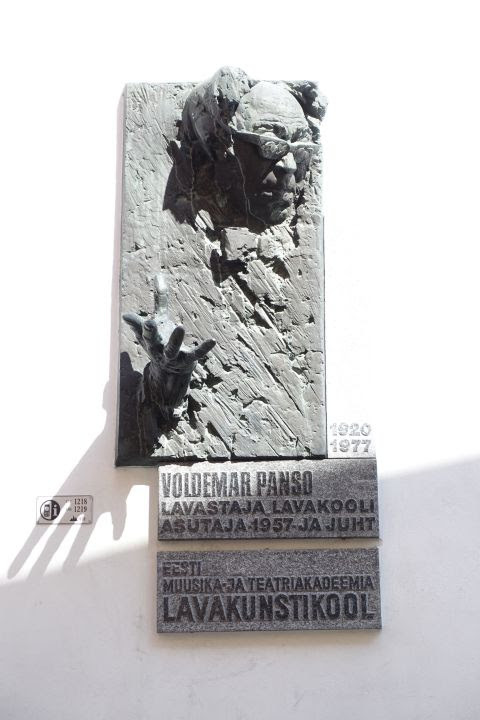 1920
1977
VOLDEMAR PANSO
LAVASTAJA, LAVAKOOLI
ASUTAJA 1957-JA JUHT
1218
1219
EESTI
MUUSIKA-JA TEATRIAKADEEMIA
LAVAKUNSTIKOOL